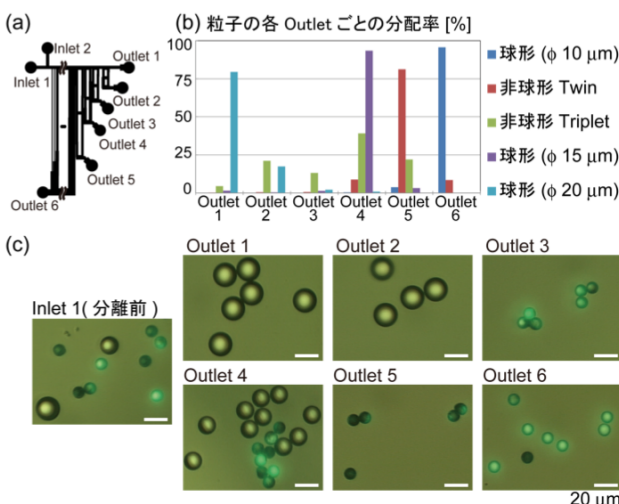 (a)
Inlet 2
Inlet 1
Outlet 1
Outlet 2
Outlet 3
Outlet 4
Outlet 5
Outlet 6
(b) 粒子の各 Outlet ごとの分配率 [%]
100
75
50
25
0
Outlet 1
Outlet 2
Outlet 3
Outlet 4
Outlet 5
Outlet 6
球形 (φ 10 μm)
非球形 Twin
非球形 Triplet
球形 (φ 15 μm)
球形 (φ 20 μm)
(c)
Inlet 1( 分離前 )
Outlet 1
Outlet 2
Outlet 3
Outlet 4
Outlet 5
Outlet 6
20 μm